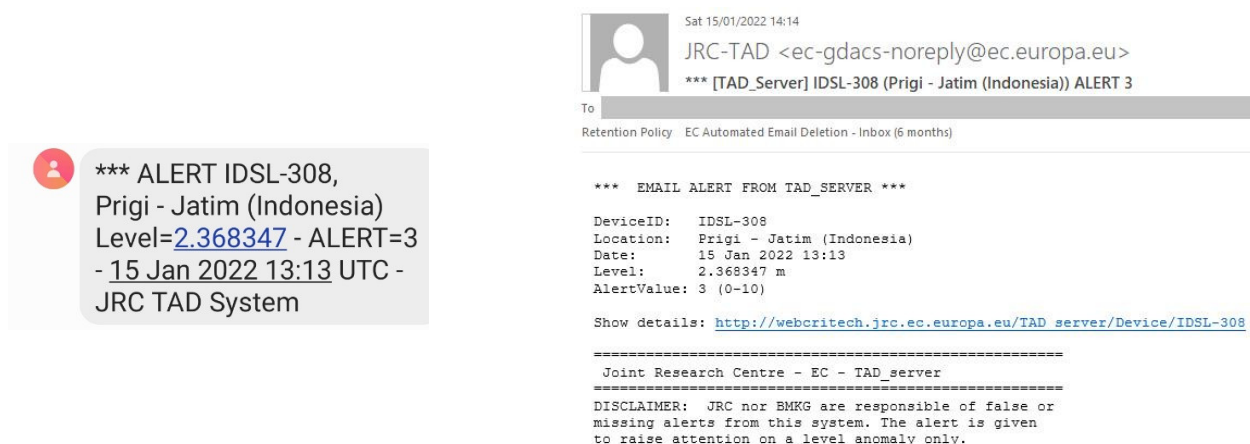 *** ALERT IDSL-308,
Prigi - Jatim (Indonesia)
Level=2.368347 - ALERT=3
- 15 Jan 2022 13:13 UTC -
JRC TAD System
Sat 15/01/2022 14:14
JRC-TAD <ec-gdacs-noreply@ec.europa.eu>
*** [TAD_Server] IDSL-308 (Prigi - Jatim (Indonesia)) ALERT 3
To
Retention Policy EC Automated Email Deletion - Inbox (6 months)
*** EMAIL ALERT FROM TAD_SERVER ***
DeviceID: IDSL-308
Location: Prigi - Jatim (Indonesia)
Date: 15 Jan 2022 13:13
Level: 2.368347 m
AlertValue: 3 (0-10)
Show details: http://webcritech.jrc.ec.europa.eu/TAD_server/Device/IDSL-308
======================================================
Joint Research Centre - EC - TAD_server
======================================================
DISCLAIMER: JRC nor BMKG are responsible of false or
missing alerts from this system. The alert is given
to raise attention on a level anomaly only.